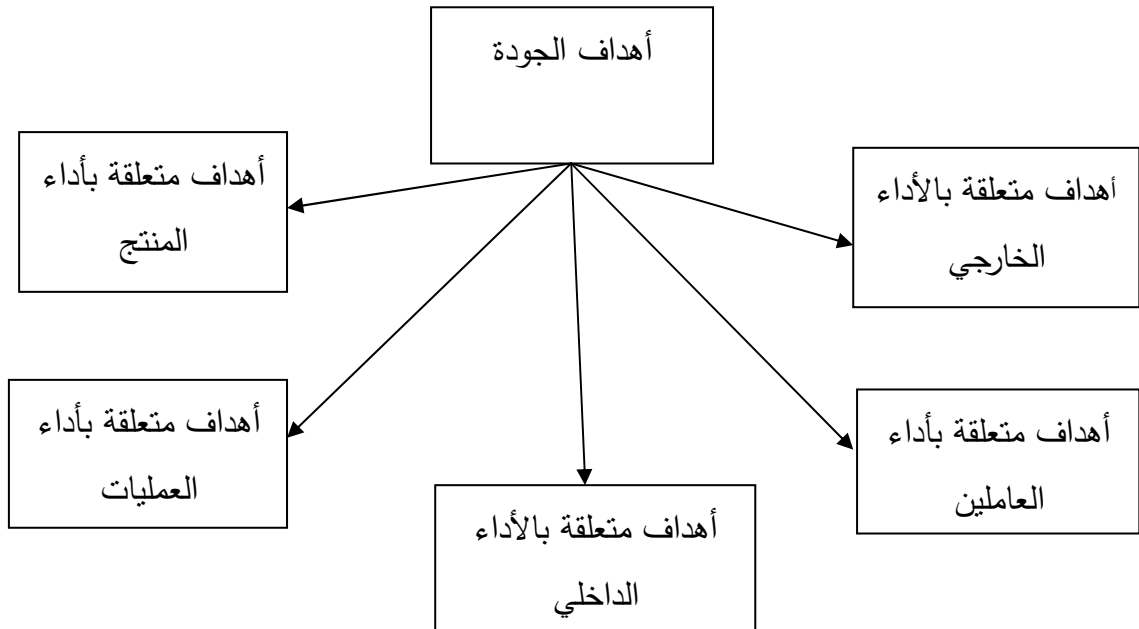 أهداف الجودة
أهداف متعلقة بالأداء
الخارجي
أهداف متعلقة بأداء
المنتج
أهداف متعلقة بأداء
العاملين
أهداف متعلقة بأداء
العمليات
أهداف متعلقة بالأداء
الداخلي